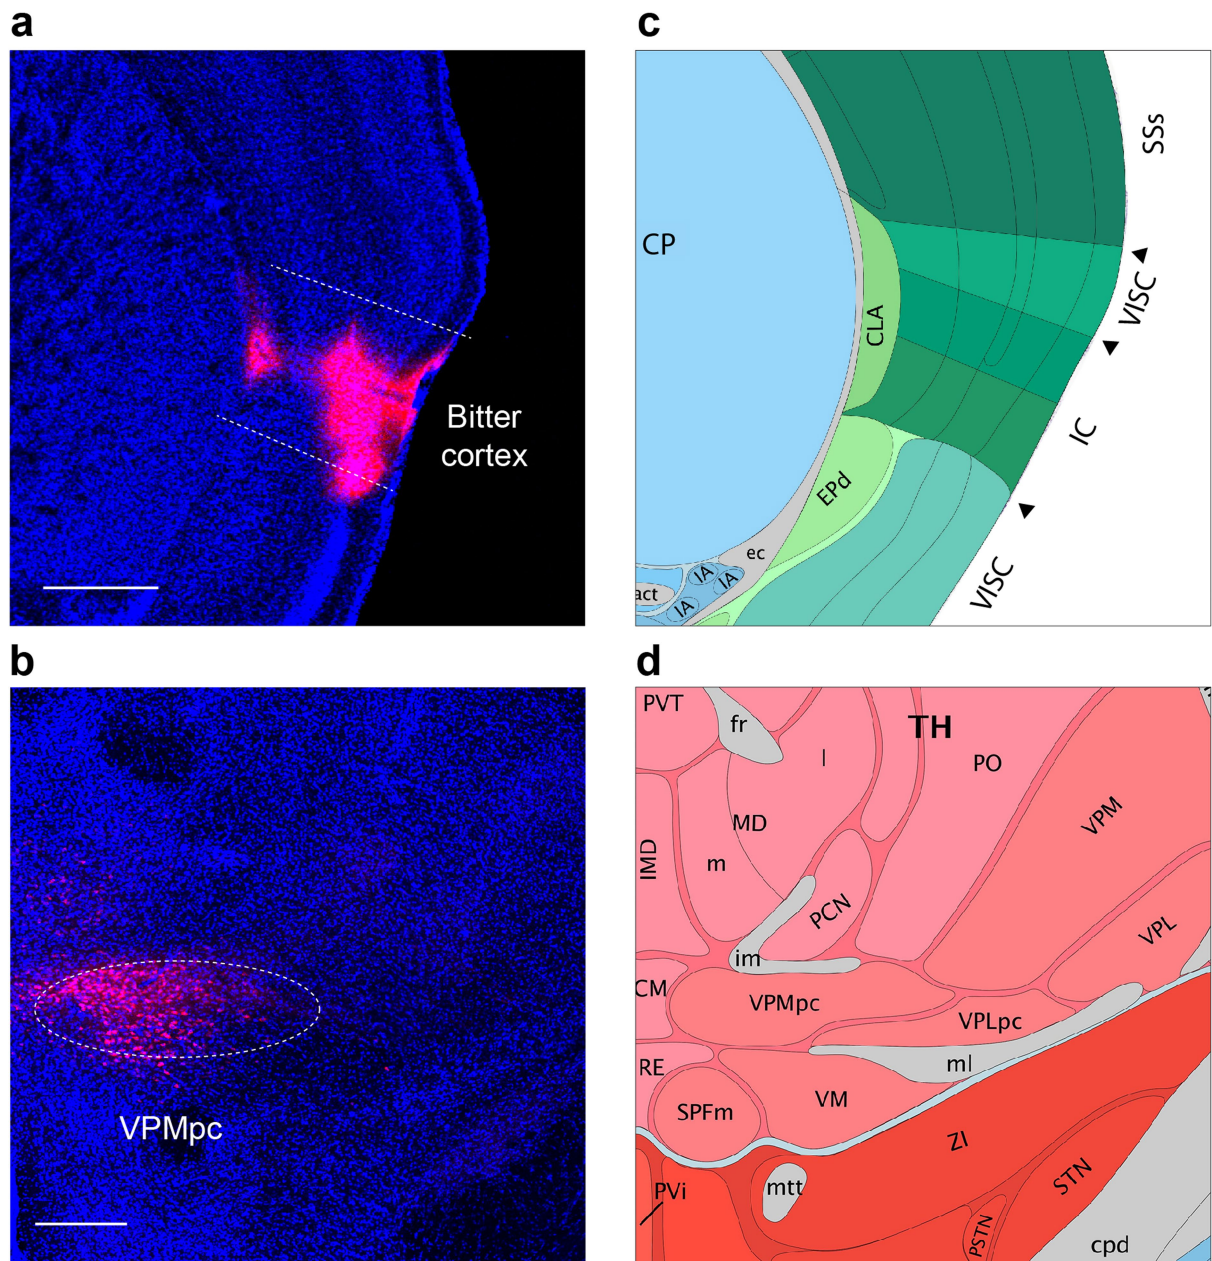 a
Bitter
cortex
c
CP
CLA
EPd
ec
IA
IA
IA
act
SSs
VISC
IC
VISC
b
VPMpc
d
PVT
fr
TH
l
PO
MD
VPM
IMD
m
PCN
VPL
im
CM
VPMpc
VPLpc
RE
ml
SPFm
VM
ZI
PVi
mtt
STN
PSTN
cpd